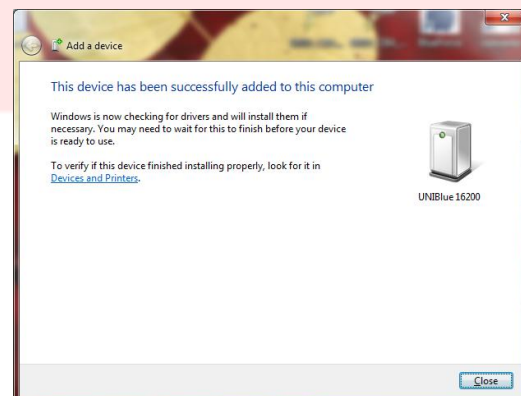 Add a device
This device has been successfully added to this computer
Windows is now checking for drivers and will install them if
necessary. You may need to wait for this to finish before your device
is ready to use.
To verify if this device finished installing properly, look for it in
Devices and Printers.
UNIBlue 16200
Close